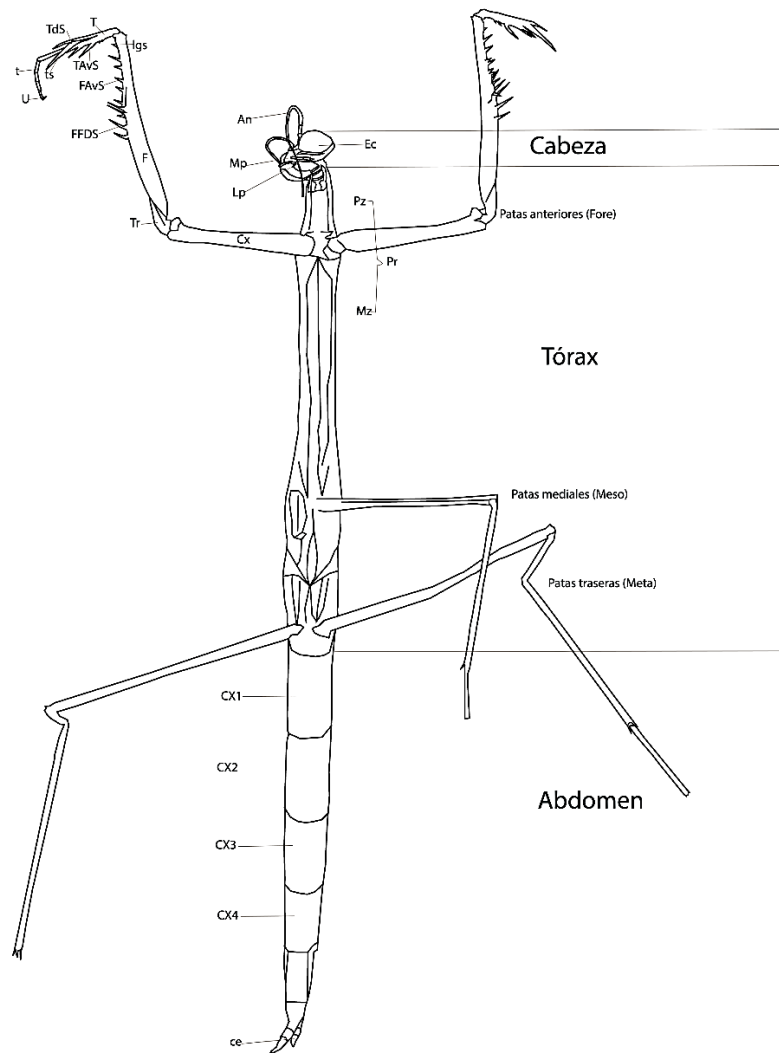 T
TdS
Igs
t
ts
TAvS
U
FAvS
FFDS
An
Ec
Cabeza
Mp
F
Lp
Pz
Patas anteriores (Fore)
Tr
Cx
Pr
Mz
Tórax
Patas mediales (Meso)
Patas traseras (Meta)
CX1
CX2
Abdomen
CX3
CX4
ce